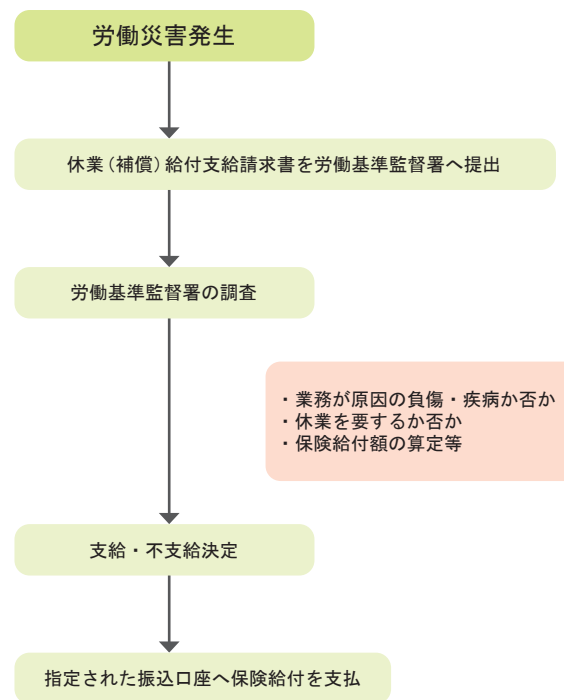 労働災害発生
休業(補償)給付支給請求書を労働基準監督署へ提出
労働基準監督署の調査
・業務が原因の負傷・疾病か否か
・休業を要するか否か
・保険給付額の算定等
支給・不支給決定
指定された振込口座へ保険給付を支払